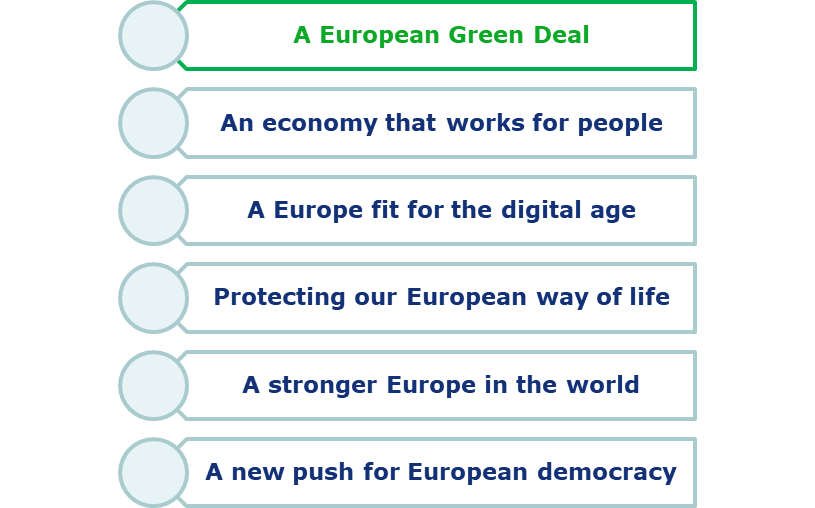 A European Green Deal
An economy that works for people
A Europe fit for the digital age
Protecting our European way of life
A stronger Europe in the world
A new push for European democracy